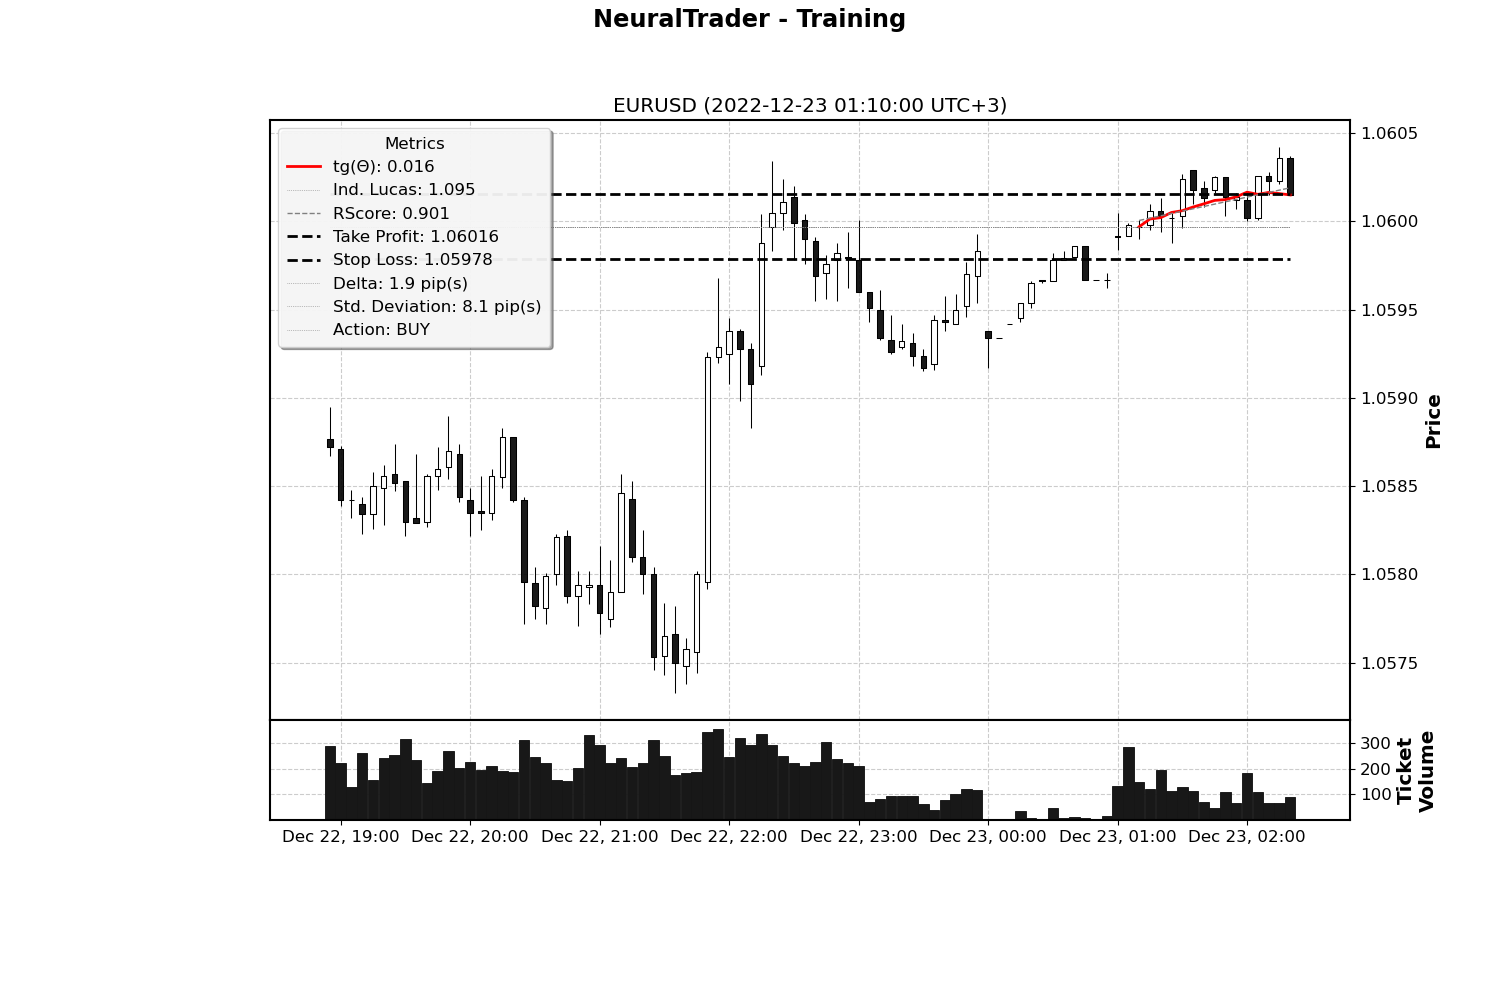 NeuralTrader - Training
EURUSD (2022-12-23 01:10:00 UTC+3)
Metrics
tg(Θ): 0.016
Ind. Lucas: 1.095
RScore: 0.901
Take Profit: 1.06016
Stop Loss: 1.05978
Delta: 1.9 pip(s)
Std. Deviation: 8.1 pip(s)
Action: BUY
1.0605
1.0600
1.0595
1.0590
1.0585
1.0580
1.0575
Price
300
200
100
Ticket
Volume
Dec 22, 19:00
Dec 22, 20:00
Dec 22, 21:00
Dec 22, 22:00
Dec 22, 23:00
Dec 23, 00:00
Dec 23, 01:00
Dec 23, 02:00